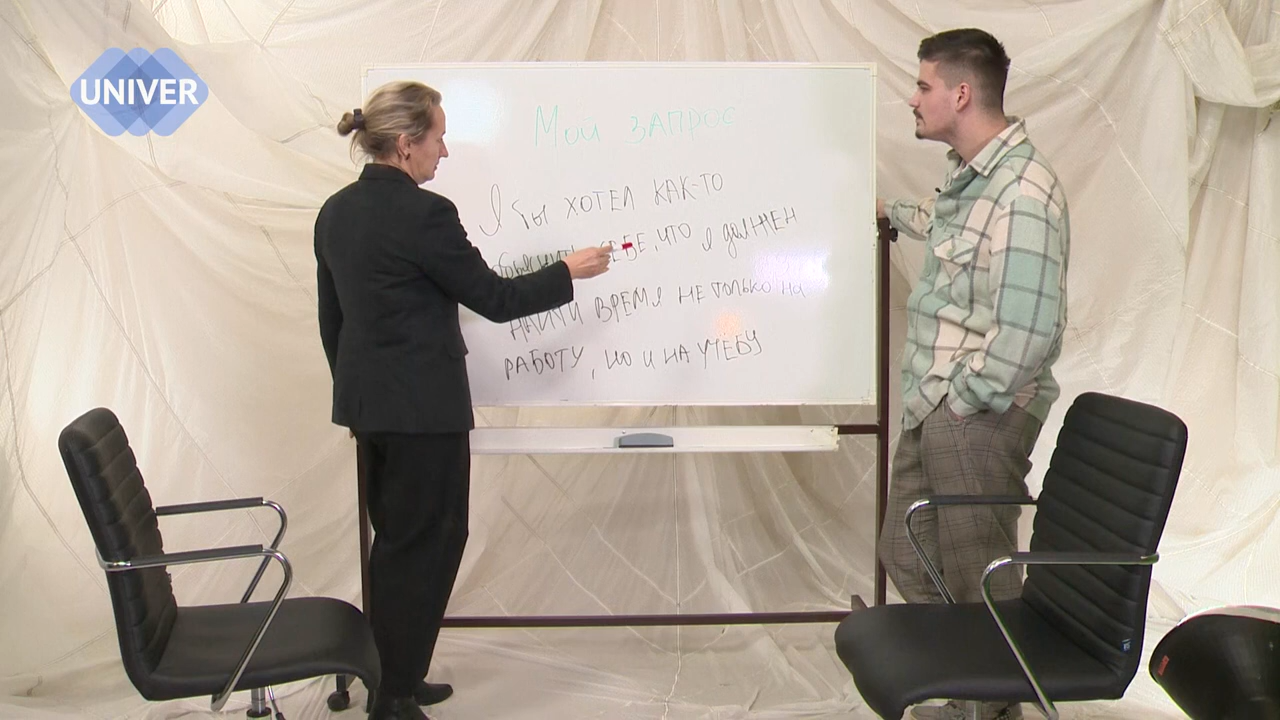 UNIVER
Мой ЗАПРОС
Я бы ХОТЕЛ КАК-ТО
объяснить СЕБЕ, ЧТО я ДОЛЖЕН
НАЙТИ ВРЕМЯ НЕ ТОЛЬКО НА
РАБОТУ, НО И НА УЧЕБУ